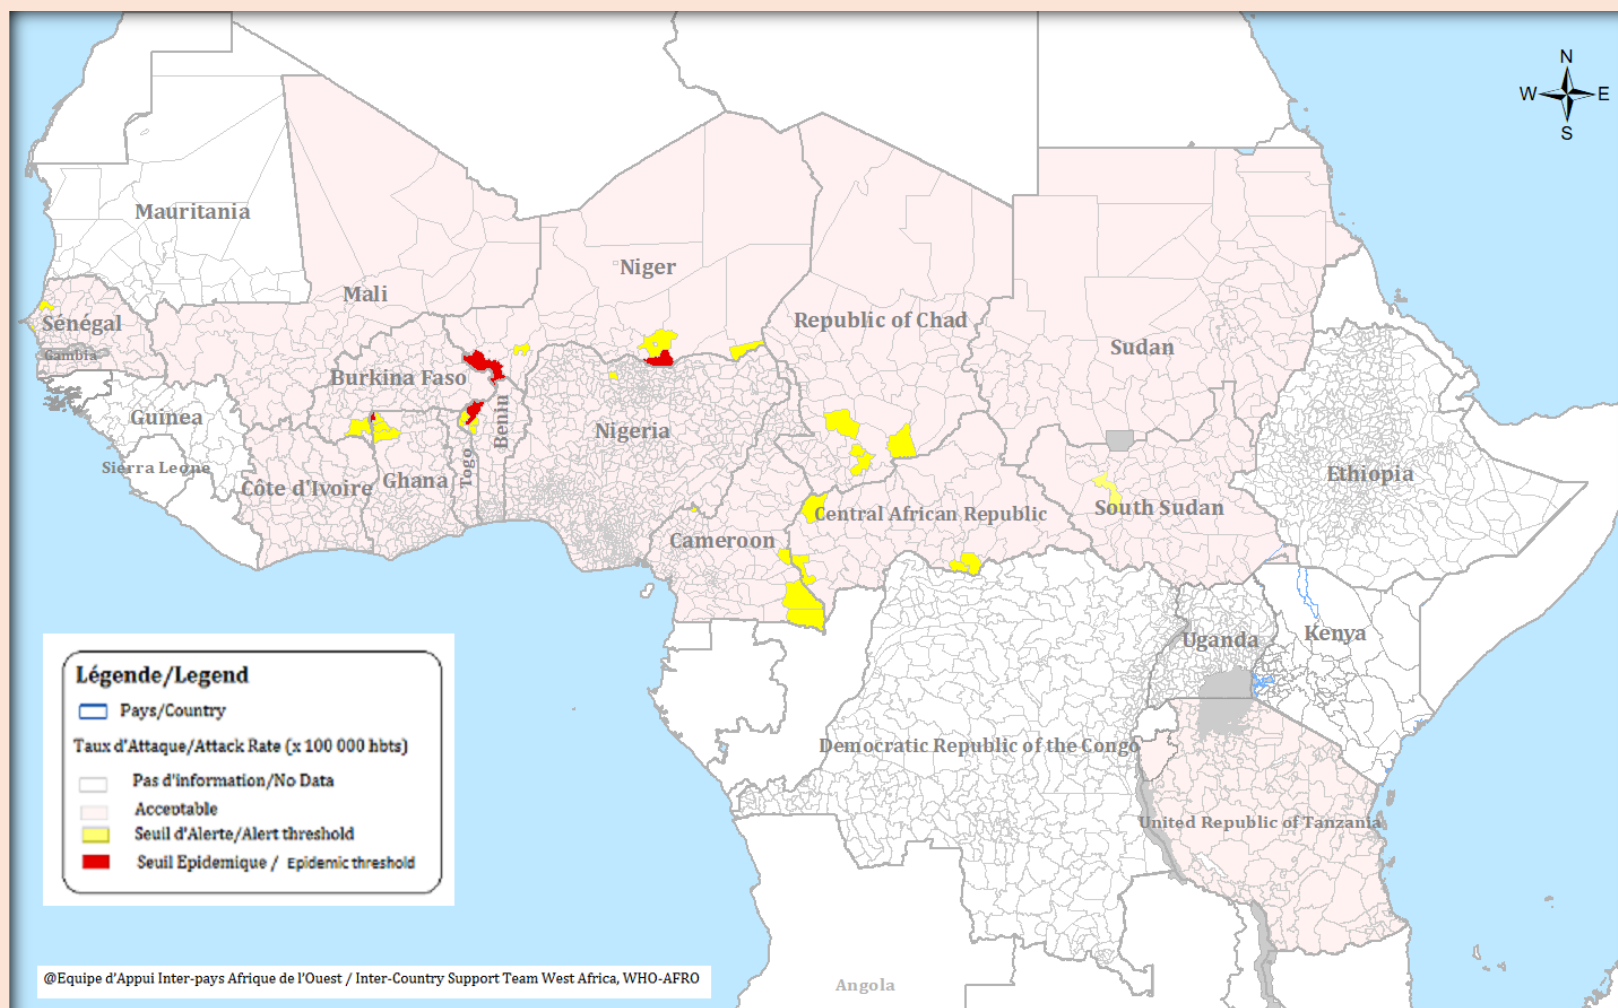 N
W E
S
Mauritania
Niger
Mali
Republic of Chad
Sénégal
Sudan
Gambia
Burkina Faso
Guinea
Benin
Nigeria
Sierra Leone
Togo
Ghana
Côte d'Ivoire
Ethiopia
South Sudan
Central African Republic
Cameroon
Uganda
Kenya
Democratic Republic of the Congo
United Republic of Tanzania
Angola
Légende/Legend
Pays/Country
Taux d'Attaque/Attack Rate (x 100 000 hbts)
Pas d'information/No Data
Acceptable
Seuil d'Alerte/Alert threshold
Seuil Epidemique / Epidemic threshold
@Equipe d'Appui Inter-pays Afrique de l'Ouest / Inter-Country Support Team West Africa, WHO-AFRO